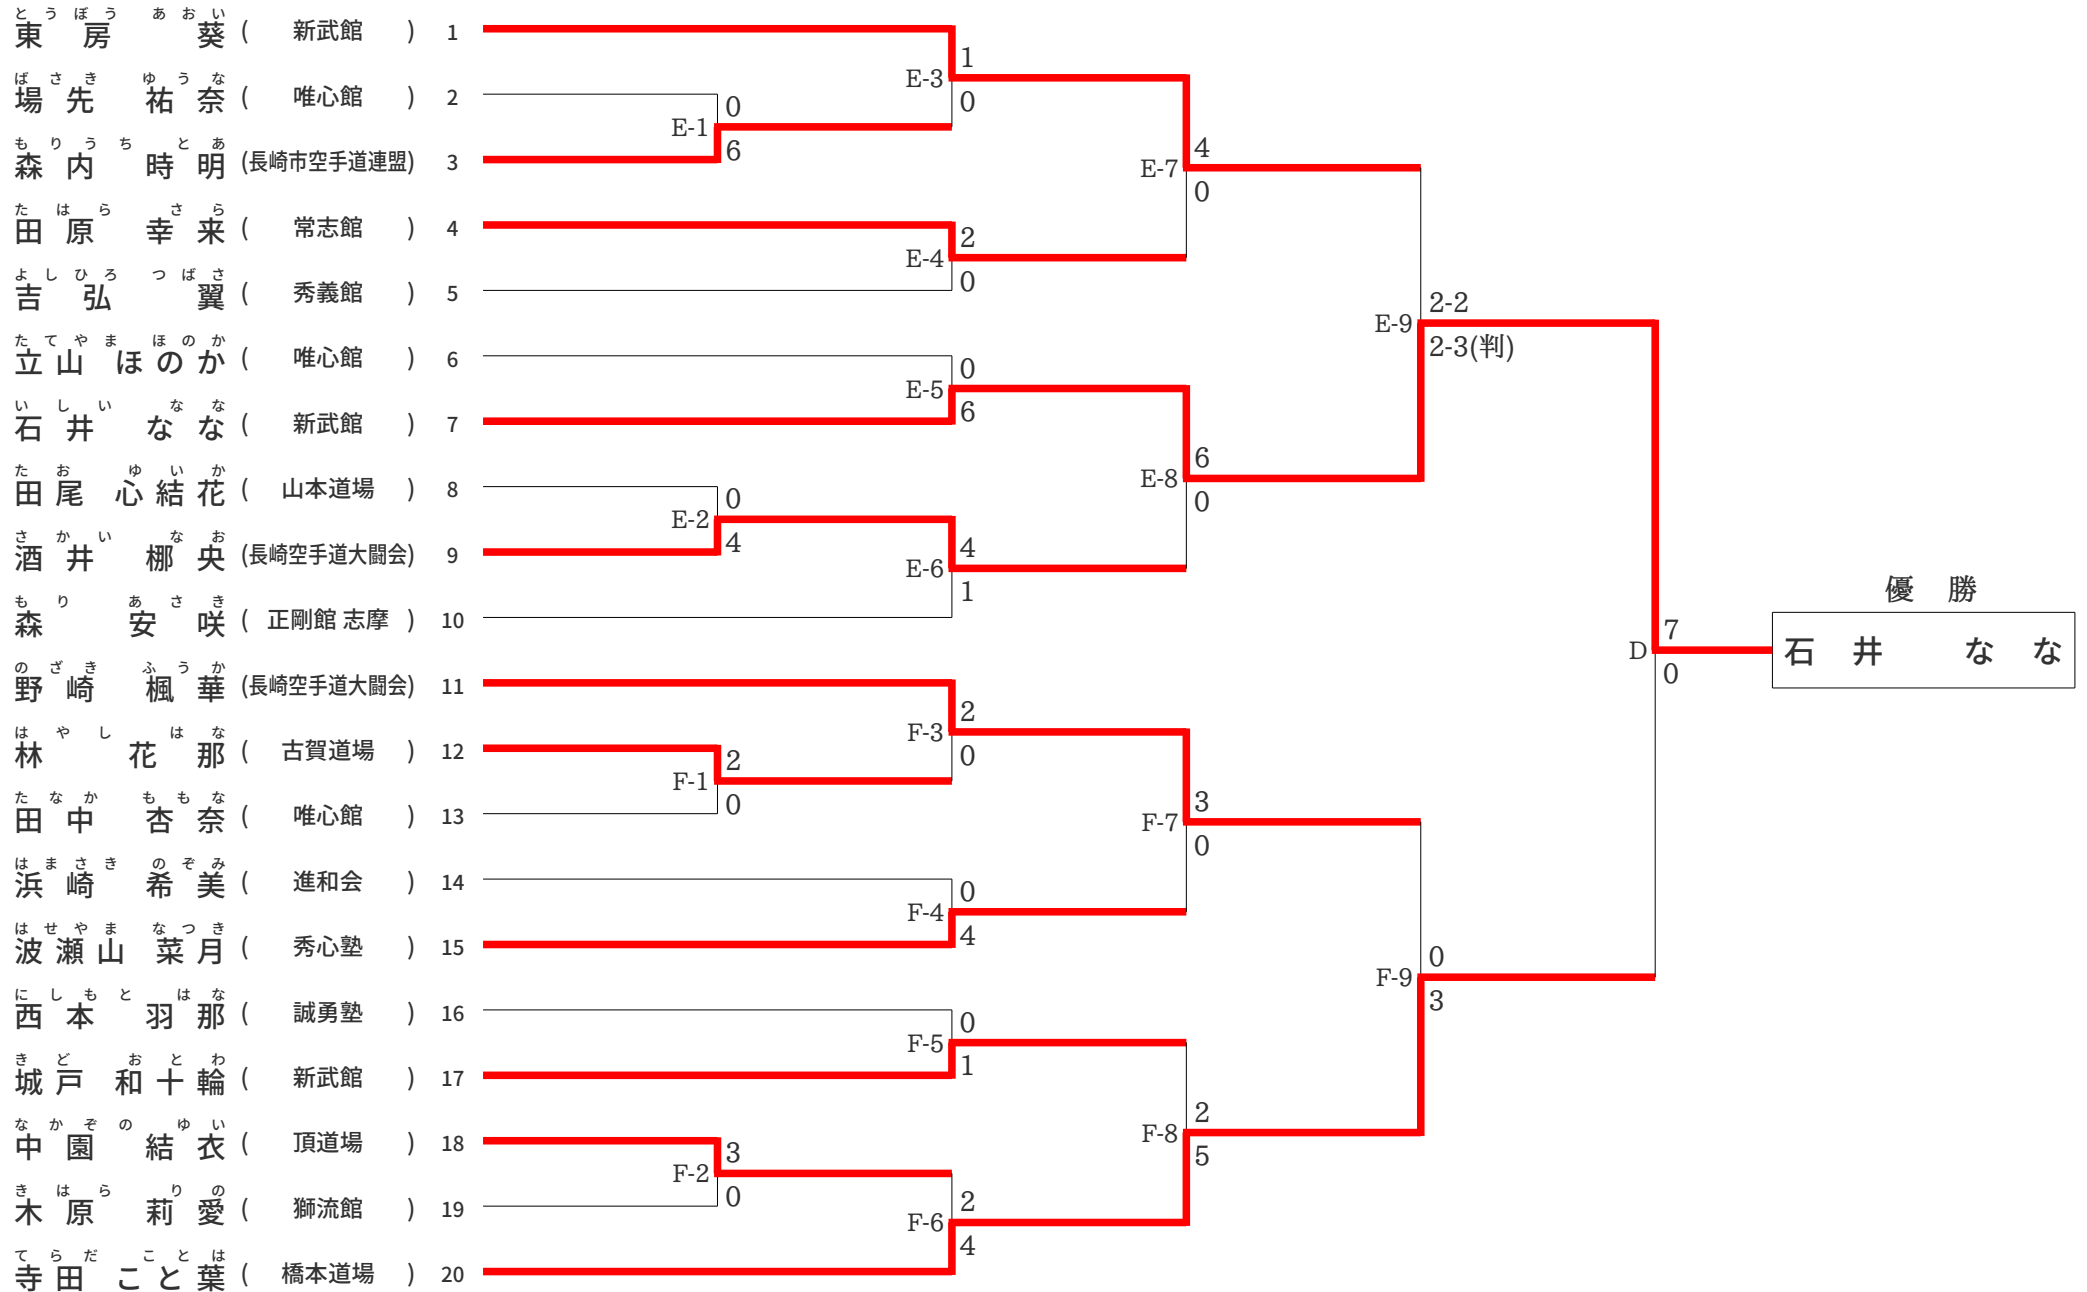 とうぼう あおい
東房 葵 ( 新武館 ) 1
ばさき ゆうな
場先 祐奈 ( 唯心館 ) 2
もりうち とあ
森内 時明 (長崎市空手道連盟) 3
たはら さら
田原 幸来 ( 常志館 ) 4
よしひろ つばさ
吉弘 翼 ( 秀義館 ) 5
たてやま ほのか
立山 ほのか ( 唯心館 ) 6
いしい なな
石井 なな ( 新武館 ) 7
たお ゆいか
田尾 心結花 ( 山本道場 ) 8
さかい なお
酒井 梛央 (長崎空手道大闘会) 9
もり あさき
森 安咲 ( 正剛館 志摩 ) 10
のざき ふうか
野崎 楓華 (長崎空手道大闘会) 11
はやし はな
林 花那 ( 古賀道場 ) 12
たなか ももな
田中 杏奈 ( 唯心館 ) 13
はまさき のぞみ
浜崎 希美 ( 進和会 ) 14
はせやま なつき
波瀬山 菜月 ( 秀心塾 ) 15
にしもと はな
西本 羽那 ( 誠勇塾 ) 16
きど おとわ
城戸 和十輪 ( 新武館 ) 17
なかぞの ゆい
中園 結衣 ( 頂道場 ) 18
きはら りの
木原 莉愛 ( 獅流館 ) 19
てらだ ことは
寺田 こと葉 ( 橋本道場 ) 20
E-1
0
6
E-2
0
4
F-1
2
0
F-2
3
0
E-3
1
0
E-4
2
0
E-5
0
6
E-6
4
1
F-3
2
0
F-4
0
4
F-5
0
1
F-6
2
4
E-7
4
0
E-8
6
0
F-7
3
0
F-8
2
5
E-9
2-2
2-3(判)
F-9
0
3
D
7
0
優 勝
石 井 な な